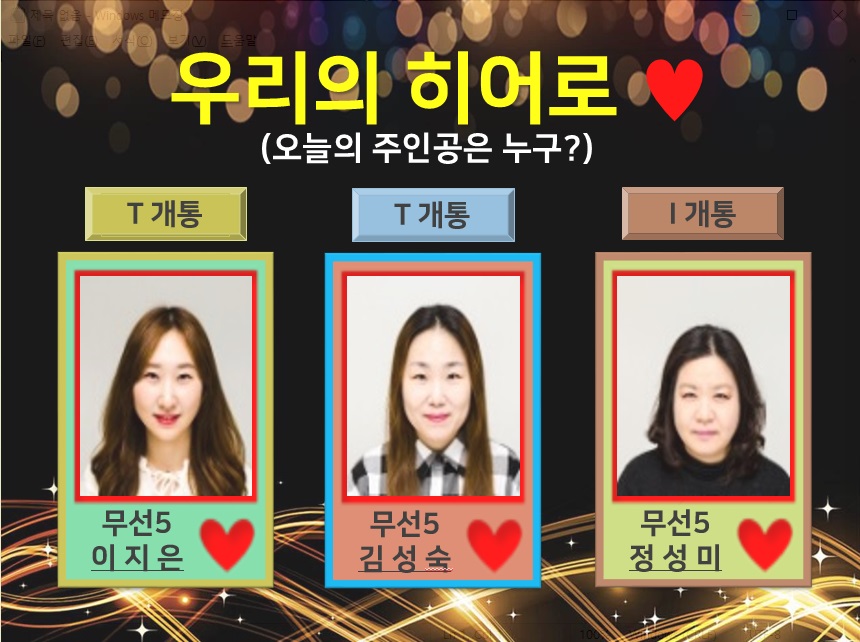 우리의 히어로
(오늘의 주인공은 누구?)
T 개통
T 개통
I 개통
무선5
이 지 은
무선5
김 성 숙
무선5
정 성 미